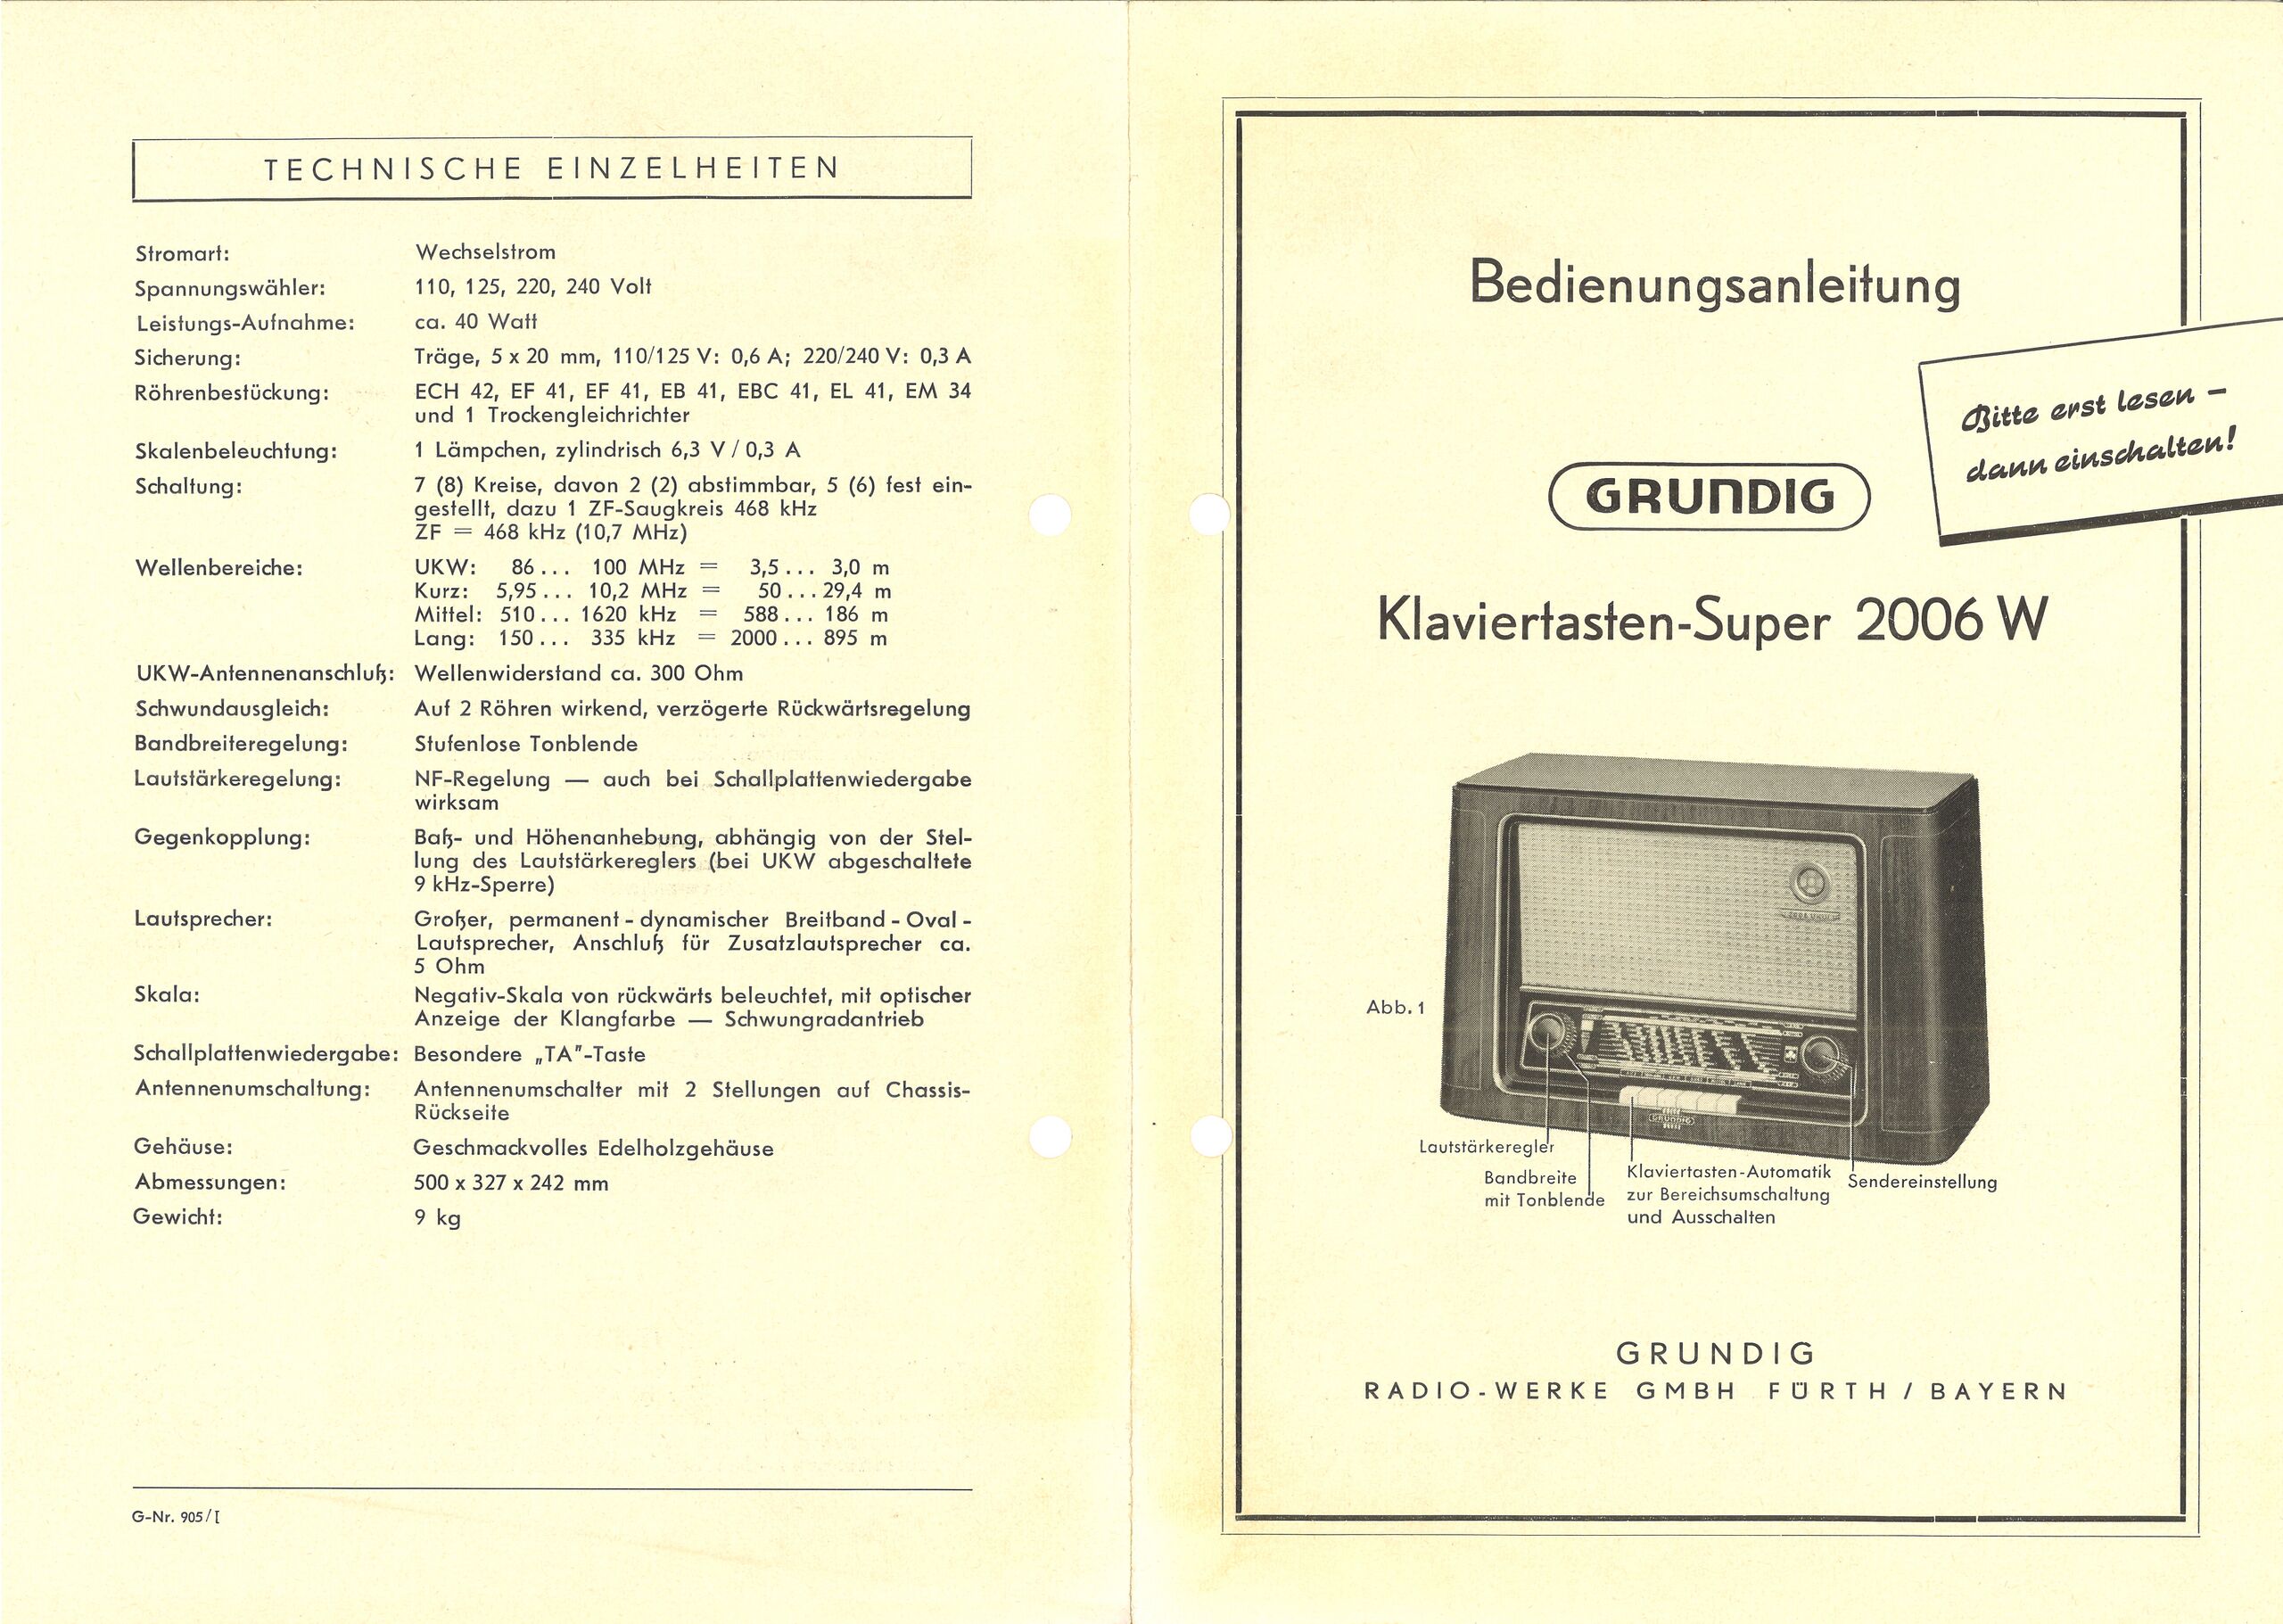 TECHNISCHE EINZELHEITEN
Stromart: Wechselstrom
Spannungswähler: 110, 125, 220, 240 Volt
Leistungs-Aufnahme: ca. 40 Watt
Sicherung: Träge, 5 x 20 mm, 110/125 V: 0,6 A; 220/240 V: 0,3 A
Röhrenbestückung: ECH 42, EF 41, EF 41, EB 41, EBC 41, EL 41, EM 34
und 1 Trockengleichrichter
Skalenbeleuchtung: 1 Lämpchen, zylindrisch 6,3 V / 0,3 A
Schaltung: 7 (8) Kreise, davon 2 (2) abstimmbar, 5 (6) fest ein-
gestellt, dazu 1 ZF-Saugkreis 468 kHz
ZF = 468 kHz (10,7 MHz)
Wellenbereiche: UKW: 86 . . . 100 MHz = 3,5 . . . 3,0 m
Kurz: 5,95 . . . 10,2 MHz = 50 . . . 29,4 m
Mittel: 510 . . . 1620 kHz = 588 . . . 186 m
Lang: 150 . . . 335 kHz = 2000 . . . 895 m
UKW-Antennenanschluß: Wellenwiderstand ca. 300 Ohm
Schwundausgleich: Auf 2 Röhren wirkend, verzögerte Rückwärtsregelung
Bandbreiteregelung: Stufenlose Tonblende
Lautstärkeregelung: NF-Regelung — auch bei Schallplattenwiedergabe
wirksam
Gegenkopplung: Baß- und Höhenanhebung, abhängig von der Stel-
lung des Lautstärkereglers (bei UKW abgeschaltete
9 kHz-Sperre)
Lautsprecher: Großer, permanent - dynamischer Breitband - Oval -
Lautsprecher, Anschluß für Zusatzlautsprecher ca.
5 Ohm
Skala: Negativ-Skala von rückwärts beleuchtet, mit optischer
Anzeige der Klangfarbe — Schwungradantrieb
Schallplattenwiedergabe: Besondere „TA"-Taste
Antennenumschaltung: Antennenumschalter mit 2 Stellungen auf Chassis-
Rückseite
Gehäuse: Geschmackvolles Edelholzgehäuse
Abmessungen: 500 x 327 x 242 mm
Gewicht: 9 kg
G-Nr. 905/I
Bedienungsanleitung
Bitte erst lesen –
dann einschalten!
GRUNDIG
Klaviertasten-Super 2006 W
Abb. 1
GRUNDIG
Lautstärkeregler
Bandbreite
mit Tonblende
Klaviertasten-Automatik
zur Bereichsumschaltung
und Ausschalten
Sendereinstellung
GRUNDIG
RADIO-WERKE GMBH FÜRTH / BAYERN